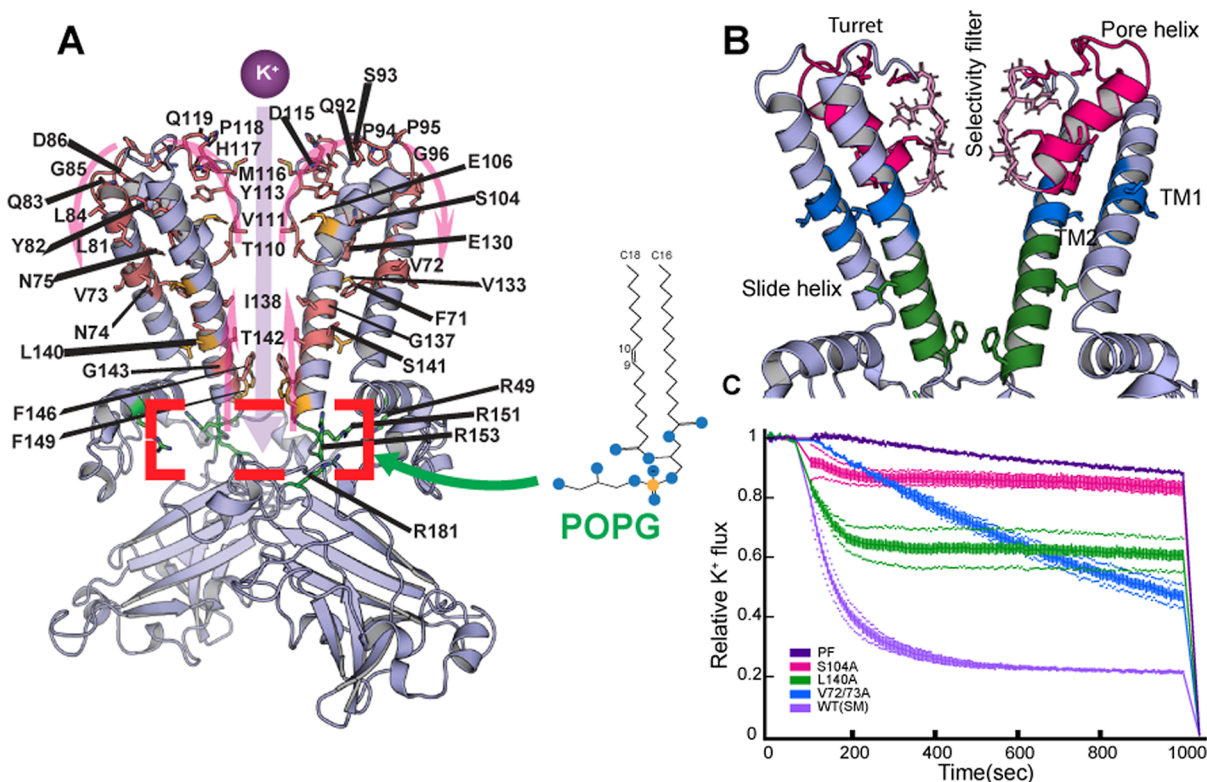 A
K⁺
S93
Q92
D115
Q119
P118
H117
P94
P95
D86
G85
M116
G96
E106
Q83
Y113
S104
L84
V111
Y82
L81
T110
E130
N75
V72
V133
V73
I138
F71
N74
T142
G137
L140
S141
G143
R49
F146
R151
F149
R153
R181
C18
C16
10
9
POPG
B
Turret
Selectivity filter
Pore helix
TM1
TM2
Slide helix
C
Relative K⁺ flux
1
0.8
0.6
0.4
0.2
0
PF
S104A
L140A
V72/73A
WT(SM)
0
200
400
600
800
1000
Time(sec)